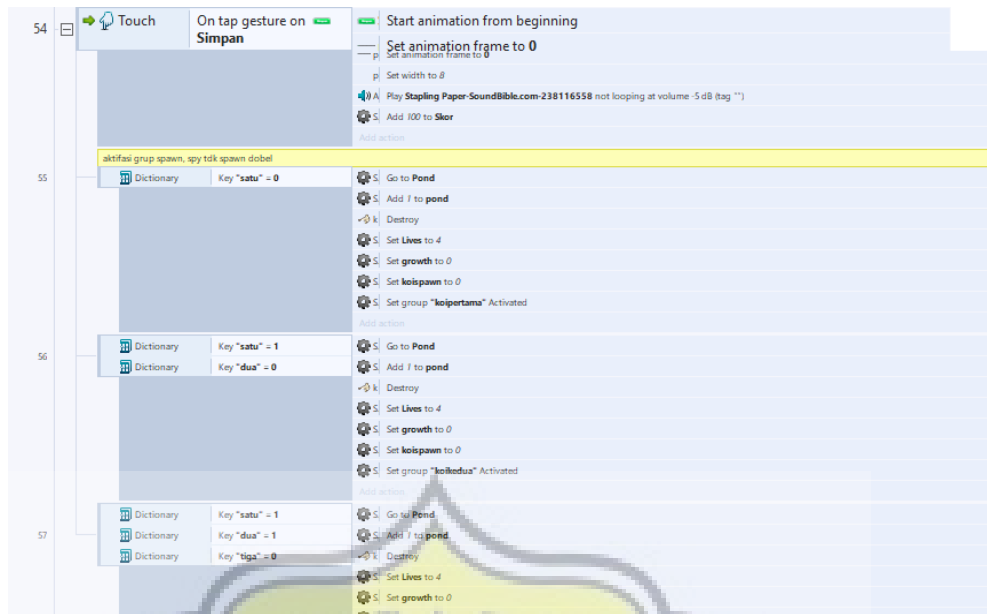 54 Touch On tap gesture on Simpan Start animation from beginning
Set animation frame to 0
p Set animation frame to 0
p Set width to 8
A Play Stapling Paper-SoundBible.com-238116558 not looping at volume -5 dB (tag "")
S Add 100 to Skor
Add action
aktifasi grup spawn, spy tdk spawn dobel
55 Dictionary Key "satu" = 0 S Go to Pond
S Add 1 to pond
k Destroy
S Set Lives to 4
S Set growth to 0
S Set koispawn to 0
S Set group "koipertama" Activated
Add action
56 Dictionary Key "satu" = 1 S Go to Pond
Dictionary Key "dua" = 0 S Add 1 to pond
k Destroy
S Set Lives to 4
S Set growth to 0
S Set koispawn to 0
S Set group "koikedua" Activated
Add action
Dictionary Key "satu" = 1 S Go to Pond
57 Dictionary Key "dua" = 1 S Add 1 to pond
Dictionary Key "tiga" = 0 k Destroy
S Set Lives to 4
S Set growth to 0